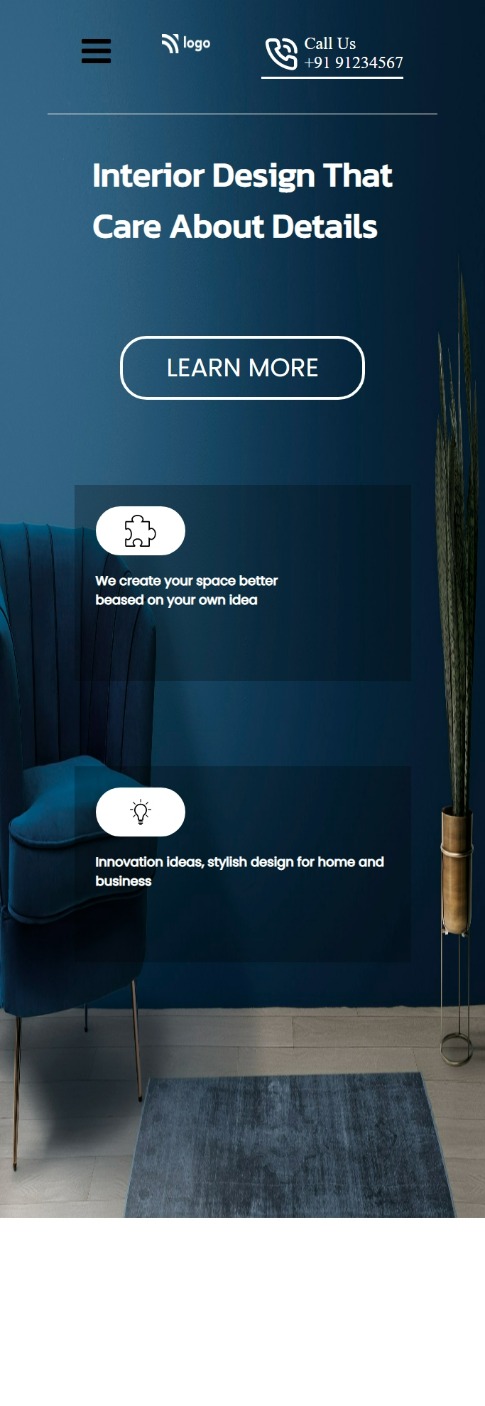 logo
Call Us
+91 91234567
Interior Design That
Care About Details
LEARN MORE
We create your space better
beased on your own idea
Innovation ideas, stylish design for home and
business